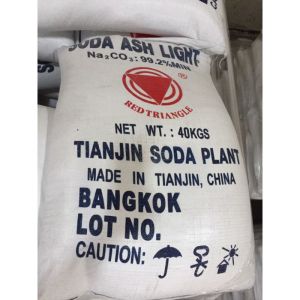 SODA ASH LIGHT
Na₂CO₃: 99.2%MIN
®
RED TRIANGLE
NET WT.: 40KGS
TIANJIN SODA PLANT
MADE IN TIANJIN, CHINA
BANGKOK
LOT NO.
CAUTION: